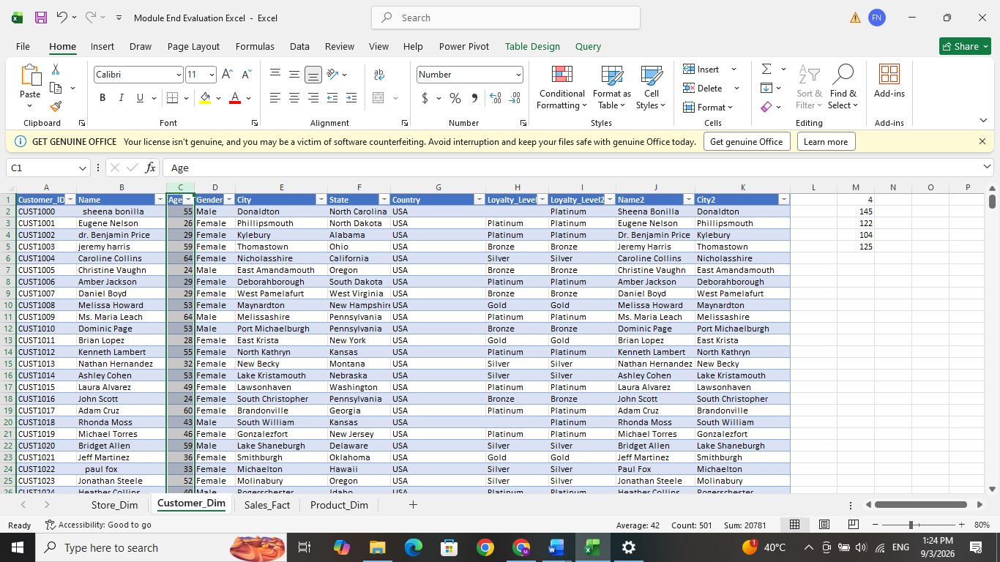 Module End Evaluation Excel - Excel
Search
FN
File Home Insert Draw Page Layout Formulas Data Review View Help Power Pivot Table Design Query Share
Paste Calibri 11 ab Number Conditional Formatting Format as Table Cell Styles Insert Delete Format Sort & Filter Find & Select Add-ins
B I U A $ % 9 .00
Clipboard Font Alignment Number Styles Cells Editing Add-ins
GET GENUINE OFFICE Your license isn't genuine, and you may be a victim of software counterfeiting. Avoid interruption and keep your files safe with genuine Office today. Get genuine Office Learn more
C1 fx Age
A B C D E F G H I J K L M N O P
1 Customer_ID Name Age Gender City State Country Loyalty_Level Loyalty_Level2 Name2 City2 4
2 CUST1000 sheena bonilla 55 Male Donaldton North Carolina USA Platinum Sheena Bonilla Donaldton 145
3 CUST1001 Eugene Nelson 26 Female Phillipsmouth North Dakota USA Platinum Platinum Eugene Nelson Phillipsmouth 122
4 CUST1002 dr. Benjamin Price 29 Female Kylebury Alabama USA Platinum Platinum Dr. Benjamin Price Kylebury 104
5 CUST1003 jeremy harris 59 Female Thomastown Ohio USA Bronze Bronze Jeremy Harris Thomastown 125
6 CUST1004 Caroline Collins 64 Female Nicholasshire California USA Silver Silver Caroline Collins Nicholasshire
7 CUST1005 Christine Vaughn 24 Male East Amandamouth Oregon USA Bronze Bronze Christine Vaughn East Amandamouth
8 CUST1006 Amber Jackson 29 Female Deborahborough South Dakota USA Platinum Platinum Amber Jackson Deborahborough
9 CUST1007 Daniel Boyd 29 Female West Pamelafurt West Virginia USA Bronze Bronze Daniel Boyd West Pamelafurt
10 CUST1008 Melissa Howard 53 Female Maynardton New Hampshire USA Gold Gold Melissa Howard Maynardton
11 CUST1009 Ms. Maria Leach 64 Male Melissashire Pennsylvania USA Platinum Platinum Ms. Maria Leach Melissashire
12 CUST1010 Dominic Page 53 Male Port Michaelburgh Pennsylvania USA Bronze Bronze Dominic Page Port Michaelburgh
13 CUST1011 Brian Lopez 28 Female East Krista New York USA Gold Gold Brian Lopez East Krista
14 CUST1012 Kenneth Lambert 55 Female North Kathryn Kansas USA Platinum Platinum Kenneth Lambert North Kathryn
15 CUST1013 Nathan Hernandez 32 Female New Becky Montana USA Silver Silver Nathan Hernandez New Becky
16 CUST1014 Ashley Cohen 53 Female Lake Kristamouth Nebraska USA Silver Silver Ashley Cohen Lake Kristamouth
17 CUST1015 Laura Alvarez 49 Female Lawsonhaven Washington USA Platinum Platinum Laura Alvarez Lawsonhaven
18 CUST1016 John Scott 24 Female South Christopher Pennsylvania USA Bronze Bronze John Scott South Christopher
19 CUST1017 Adam Cruz 60 Female Brandonville Georgia USA Platinum Platinum Adam Cruz Brandonville
20 CUST1018 Rhonda Moss 43 Male South William Kansas USA Platinum Rhonda Moss South William
21 CUST1019 Michael Torres 46 Female Gonzalezfort New Jersey USA Platinum Platinum Michael Torres Gonzalezfort
22 CUST1020 Bridget Allen 59 Male Lake Shaneburgh Delaware USA Silver Silver Bridget Allen Lake Shaneburgh
23 CUST1021 Jeff Martinez 36 Female Smithburgh Oklahoma USA Gold Gold Jeff Martinez Smithburgh
24 CUST1022 paul fox 33 Female Michaelton Hawaii USA Silver Silver Paul Fox Michaelton
25 CUST1023 Jonathan Steele 52 Female Molinabury Oregon USA Silver Silver Jonathan Steele Molinabury
26 CUST1024 Heather Collins 40 Male Rogerschester Idaho USA Platinum Platinum Heather Collins Rogerschester
Store_Dim Customer_Dim Sales_Fact Product_Dim
Ready Accessibility: Good to go Average: 42 Count: 501 Sum: 20781 80%
Type here to search 1 40°C ENG 1:24 PM
9/3/2026